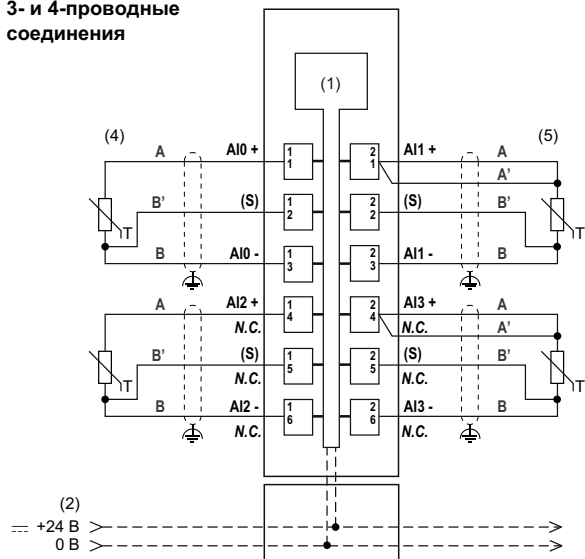 3- и 4-проводные
соединения
(1)
(4)
(5)
A AI0 + 1 1 2 1 AI1 + A
A'
B' (S) 1 2 2 2 (S) B'
T T
B AI0 - 1 3 2 3 AI1 - B
A AI2 + 1 4 2 4 AI3 + A
N.C. N.C. A'
B' (S) 1 5 2 5 (S) B'
T N.C. N.C. T
B AI2 - 1 6 2 6 AI3 - B
N.C. N.C.
(2)
+24 В
0 В